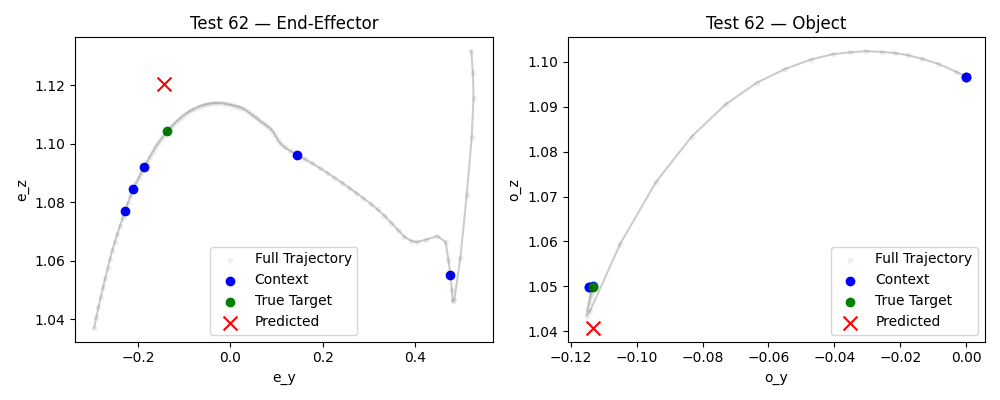 Test 62 — End-Effector
1.12
1.10
1.08
1.06
1.04
e_z
−0.2
0.0
0.2
0.4
e_y
Full Trajectory
Context
True Target
Predicted
Test 62 — Object
1.10
1.09
1.08
1.07
1.06
1.05
1.04
o_z
−0.12
−0.10
−0.08
−0.06
−0.04
−0.02
0.00
o_y
Full Trajectory
Context
True Target
Predicted